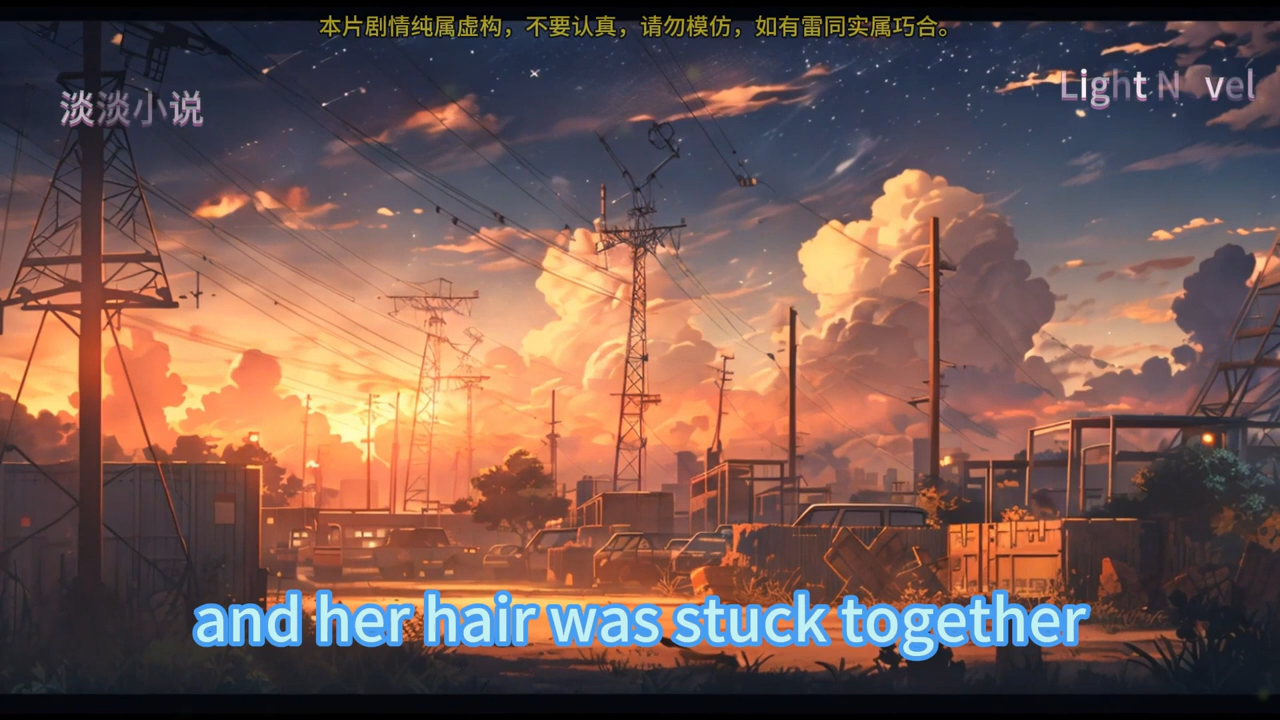 本片剧情纯属虚构，不要认真，请勿模仿，如有雷同实属巧合。
淡淡小说
Light N vel
and her hair was stuck together